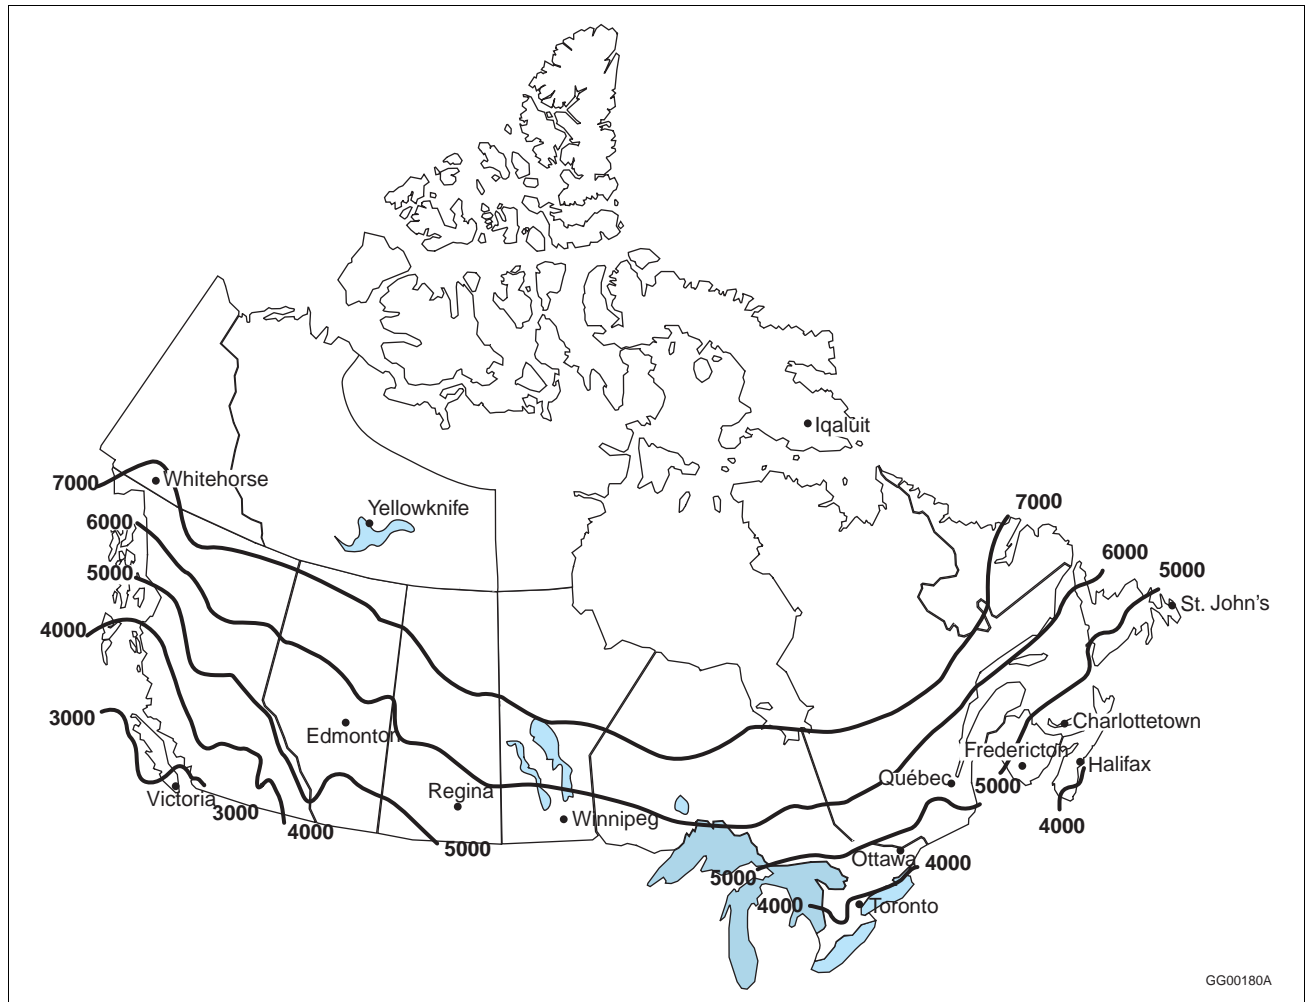 Iqaluit
7000
Whitehorse
7000
Yellowknife
6000
6000
5000
5000
St. John's
4000
3000
Charlottetown
Edmonton
Fredericton
Halifax
Québec
5000
Regina
Victoria
3000
Winnipeg
4000
4000
5000
Ottawa
4000
5000
4000
Toronto
GG00180A